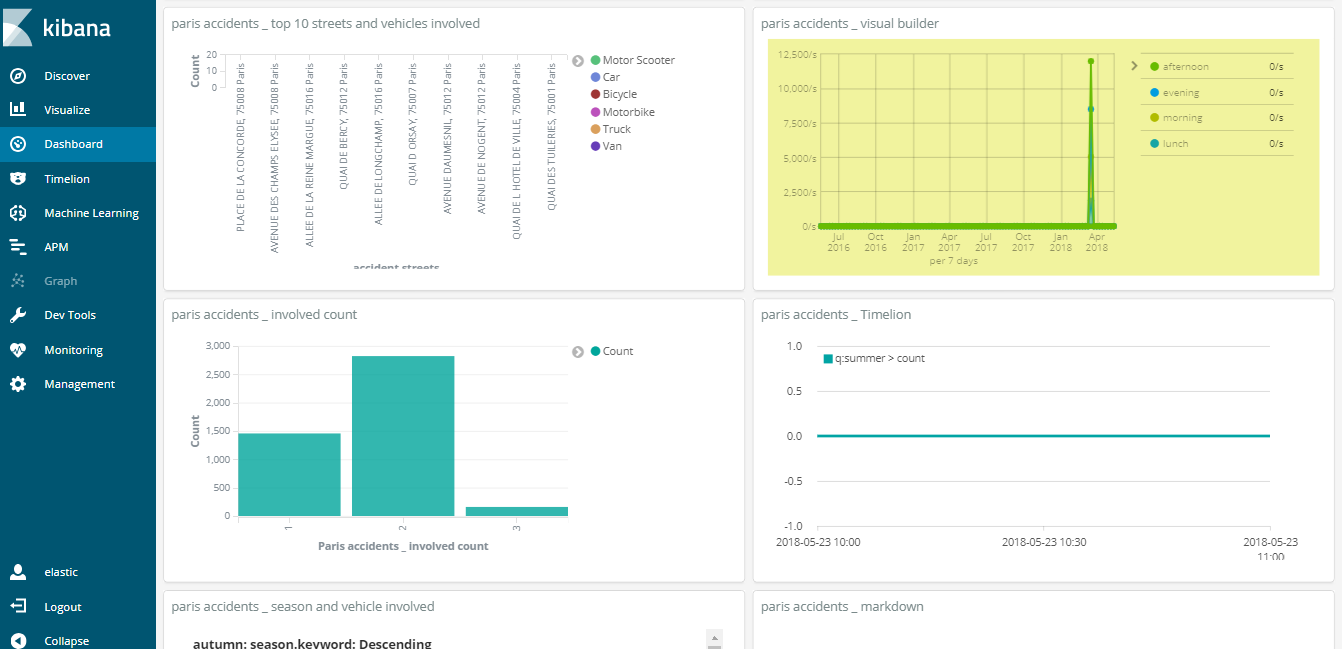 kibana
Discover
Visualize
Dashboard
Timelion
Machine Learning
APM
Graph
Dev Tools
Monitoring
Management
elastic
Logout
Collapse
paris accidents _ top 10 streets and vehicles involved
Count
20
10
0
PLACE DE LA CONCORDE, 75008 Paris
AVENUE DES CHAMPS ELYSEE, 75008 Paris
ALLEE DE LA REINE MARGUE, 75016 Paris
QUAI DE BERCY, 75012 Paris
ALLEE DE LONGCHAMP, 75016 Paris
QUAI D ORSAY, 75007 Paris
AVENUE DAUMESNIL, 75012 Paris
AVENUE DE NOGENT, 75012 Paris
QUAI DE L HOTEL DE VILLE, 75004 Paris
QUAI DES TUILERIES, 75001 Paris
accident streets
Motor Scooter
Car
Bicycle
Motorbike
Truck
Van
paris accidents _ visual builder
12,500/s
10,000/s
7,500/s
5,000/s
2,500/s
0/s
Jul 2016
Oct 2016
Jan 2017
Apr 2017
Jul 2017
Oct 2017
Jan 2018
Apr 2018
per 7 days
afternoon 0/s
evening 0/s
morning 0/s
lunch 0/s
paris accidents _ involved count
Count
3,000
2,500
2,000
1,500
1,000
500
0
1
2
3
Paris accidents _ involved count
Count
paris accidents _ Timelion
1.0
0.5
0.0
-0.5
-1.0
q:summer > count
2018-05-23 10:00
2018-05-23 10:30
2018-05-23
11:00
paris accidents _ season and vehicle involved
autumn: season.keyword: Descending
paris accidents _ markdown